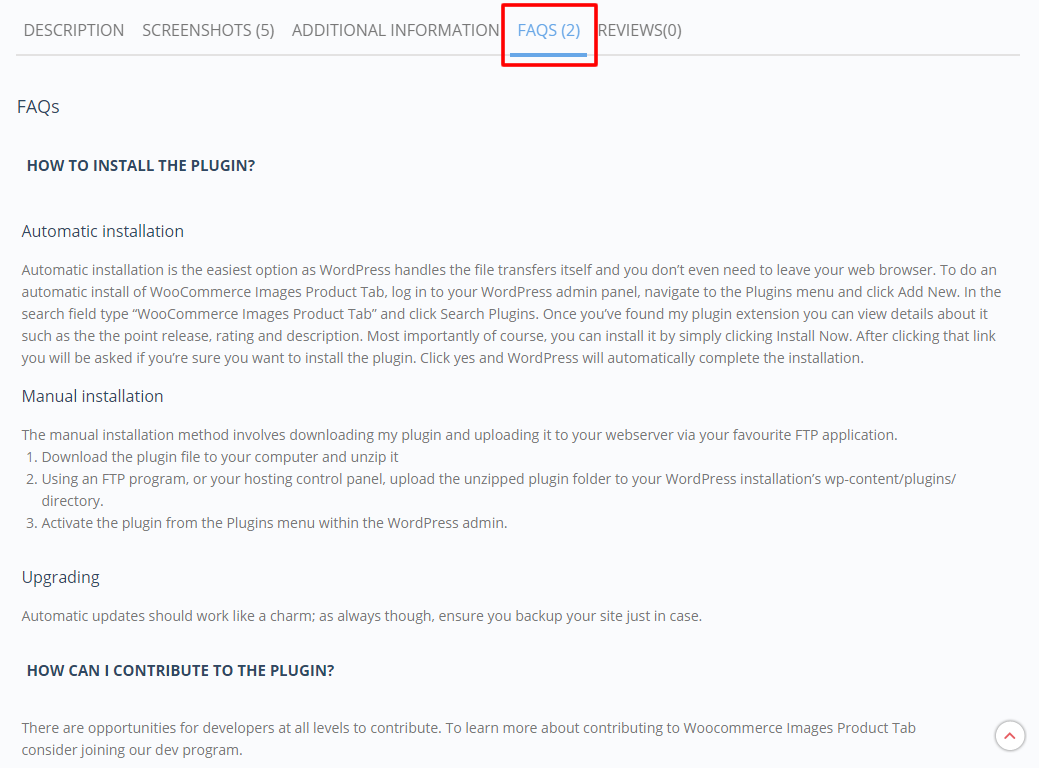 DESCRIPTION SCREENSHOTS (5) ADDITIONAL INFORMATION FAQS (2) REVIEWS(0)
FAQs
HOW TO INSTALL THE PLUGIN?
Automatic installation
Automatic installation is the easiest option as WordPress handles the file transfers itself and you don’t even need to leave your web browser. To do an
automatic install of WooCommerce Images Product Tab, log in to your WordPress admin panel, navigate to the Plugins menu and click Add New. In the
search field type “WooCommerce Images Product Tab” and click Search Plugins. Once you’ve found my plugin extension you can view details about it
such as the the point release, rating and description. Most importantly of course, you can install it by simply clicking Install Now. After clicking that link
you will be asked if you’re sure you want to install the plugin. Click yes and WordPress will automatically complete the installation.
Manual installation
The manual installation method involves downloading my plugin and uploading it to your webserver via your favourite FTP application.
1. Download the plugin file to your computer and unzip it
2. Using an FTP program, or your hosting control panel, upload the unzipped plugin folder to your WordPress installation’s wp-content/plugins/
directory.
3. Activate the plugin from the Plugins menu within the WordPress admin.
Upgrading
Automatic updates should work like a charm; as always though, ensure you backup your site just in case.
HOW CAN I CONTRIBUTE TO THE PLUGIN?
There are opportunities for developers at all levels to contribute. To learn more about contributing to Woocommerce Images Product Tab
consider joining our dev program.